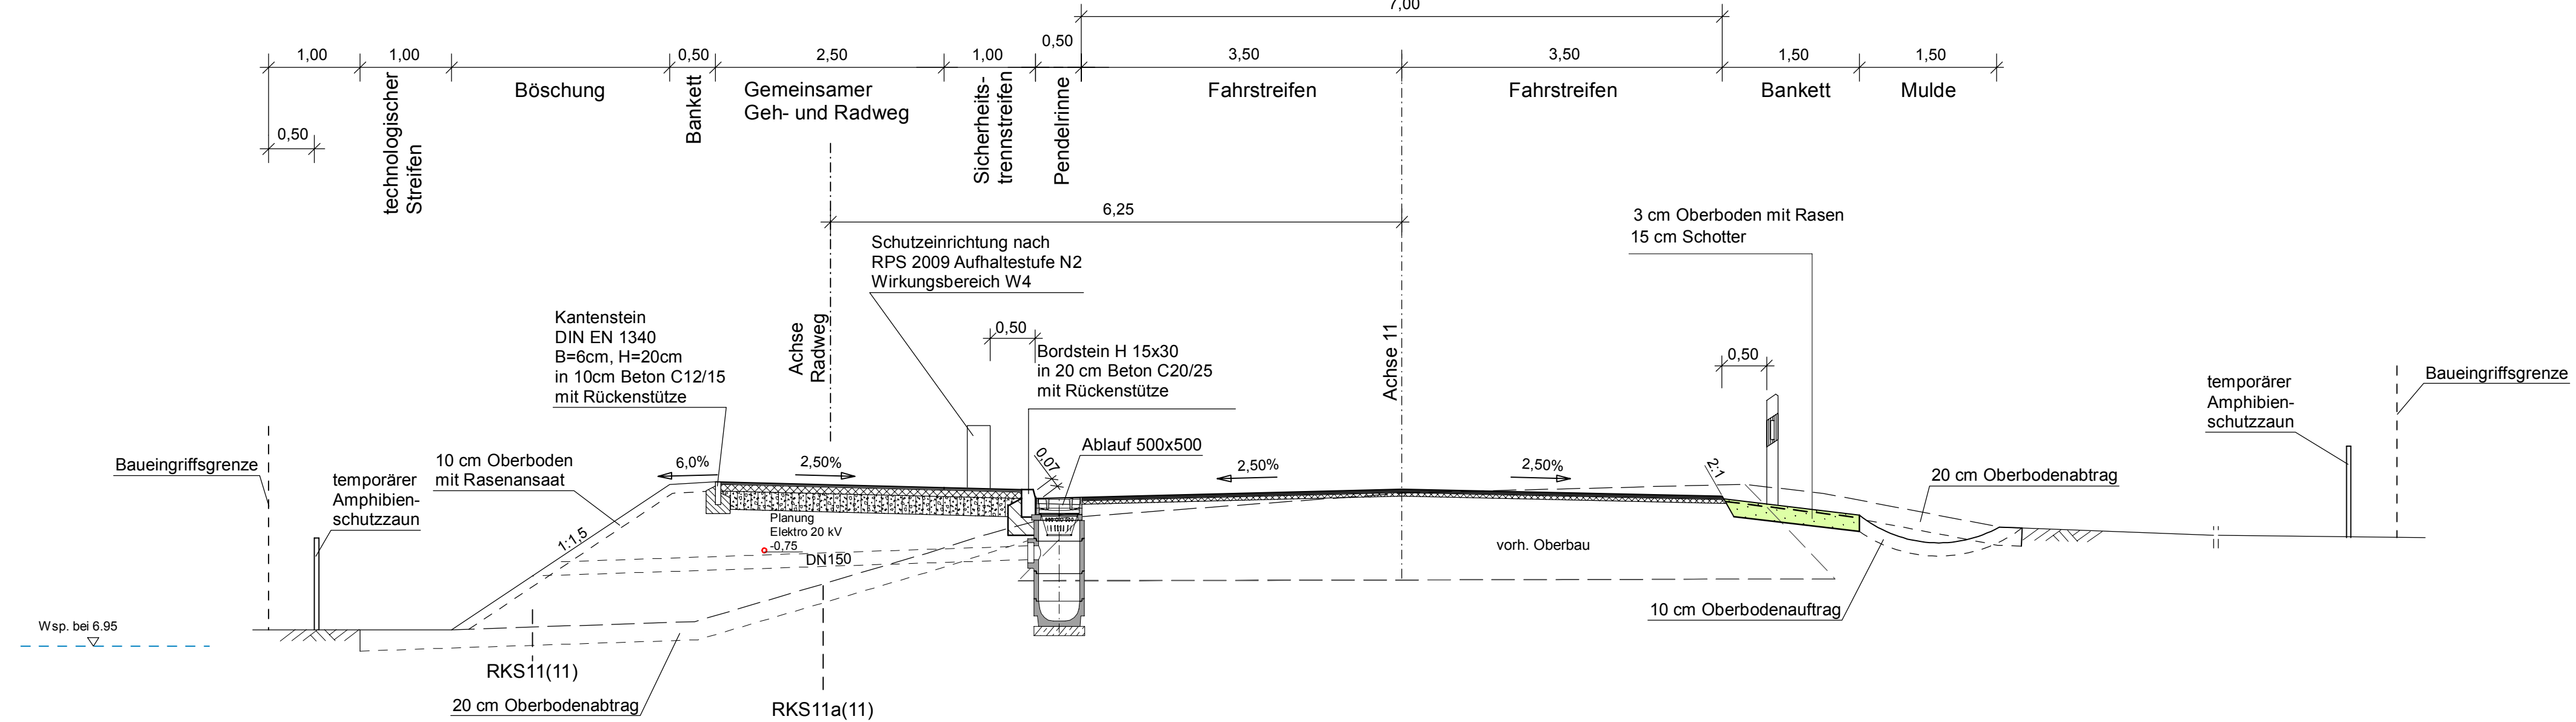 7,00
1,00
1,00
0,50
2,50
1,00
0,50
3,50
3,50
1,50
1,50
technologischer
Streifen
Böschung
Bankett
Gemeinsamer
Geh- und Radweg
Sicherheits-
trennstreifen
Pendelrinne
Fahrstreifen
Fahrstreifen
Bankett
Mulde
0,50
6,25
3 cm Oberboden mit Rasen
15 cm Schotter
Schutzeinrichtung nach
RPS 2009 Aufhaltestufe N2
Wirkungsbereich W4
Kantenstein
DIN EN 1340
B=6cm, H=20cm
in 10cm Beton C12/15
mit Rückenstütze
Achse
Radweg
0,50
Bordstein H 15x30
in 20 cm Beton C20/25
mit Rückenstütze
Achse 11
0,50
temporärer
Amphibien-
schutzzaun
Baueingriffsgrenze
Baueingriffsgrenze
temporärer
Amphibien-
schutzzaun
10 cm Oberboden
mit Rasenansaat
6,0%
2,50%
0,07
Ablauf 500x500
2,50%
2,50%
2:1
20 cm Oberbodenabtrag
1:1,5
Planung
Elektro 20 kV
-0,75
DN150
vorh. Oberbau
10 cm Oberbodenauftrag
Wsp. bei 6.95
RKS11(11)
20 cm Oberbodenabtrag
RKS11a(11)